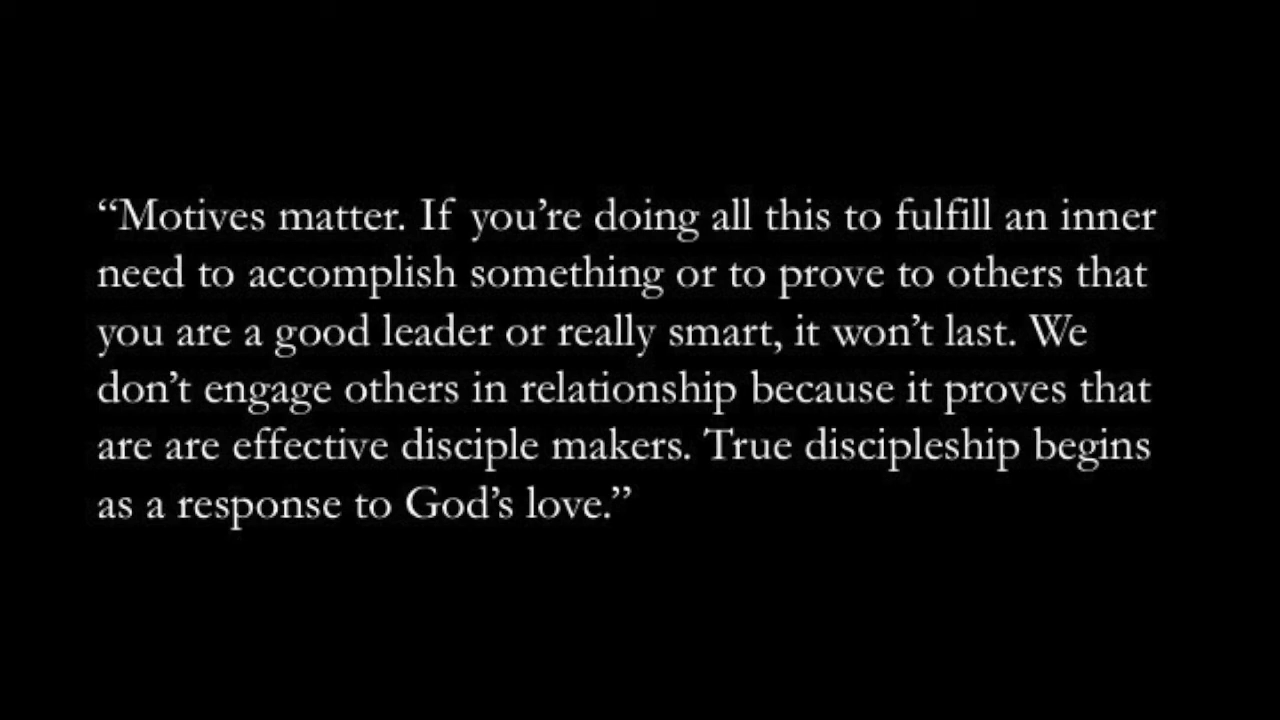 “Motives matter. If you’re doing all this to fulfill an inner
need to accomplish something or to prove to others that
you are a good leader or really smart, it won’t last. We
don’t engage others in relationship because it proves that
are are effective disciple makers. True discipleship begins
as a response to God’s love.”